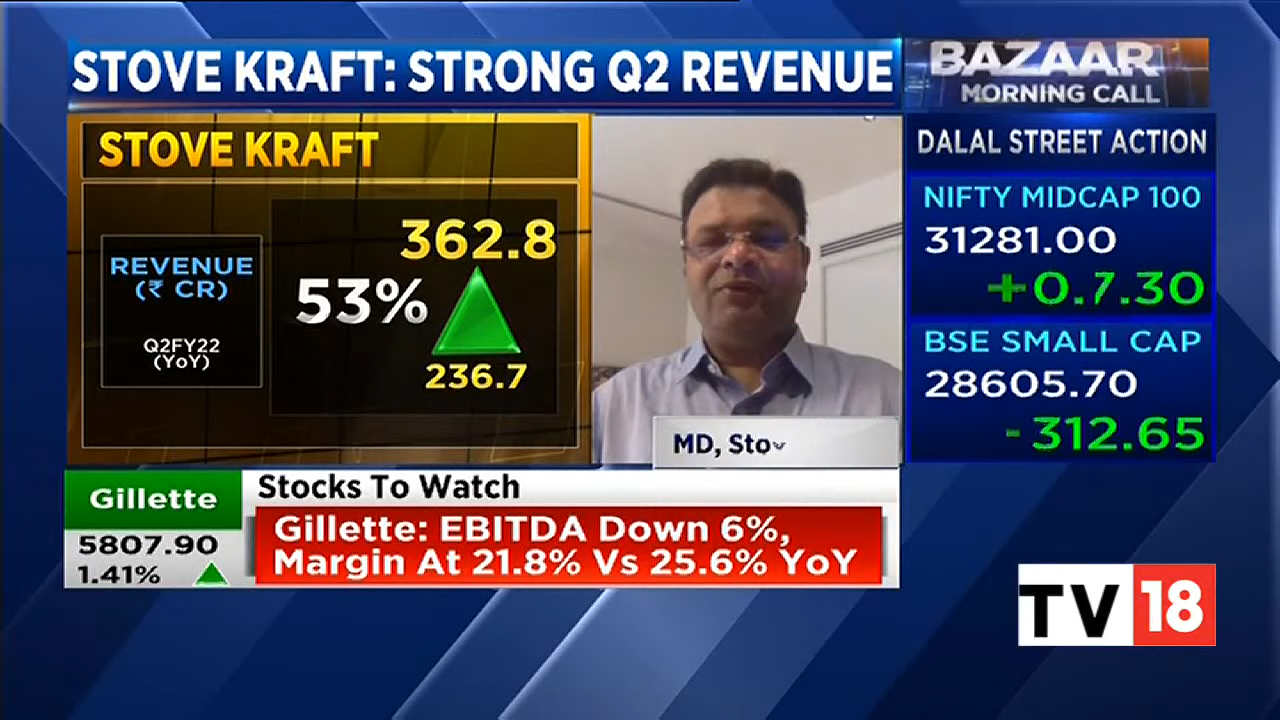 STOVE KRAFT: STRONG Q2 REVENUE
BAZAAR
MORNING CALL
STOVE KRAFT
REVENUE
(₹ CR)
Q2FY22
(YoY)
362.8
53%
236.7
MD, Sto
DALAL STREET ACTION
NIFTY MIDCAP 100
31281.00
+0.7.30
BSE SMALL CAP
28605.70
-312.65
Gillette
5807.90
1.41%
Stocks To Watch
Gillette: EBITDA Down 6%,
Margin At 21.8% Vs 25.6% YoY
TV18